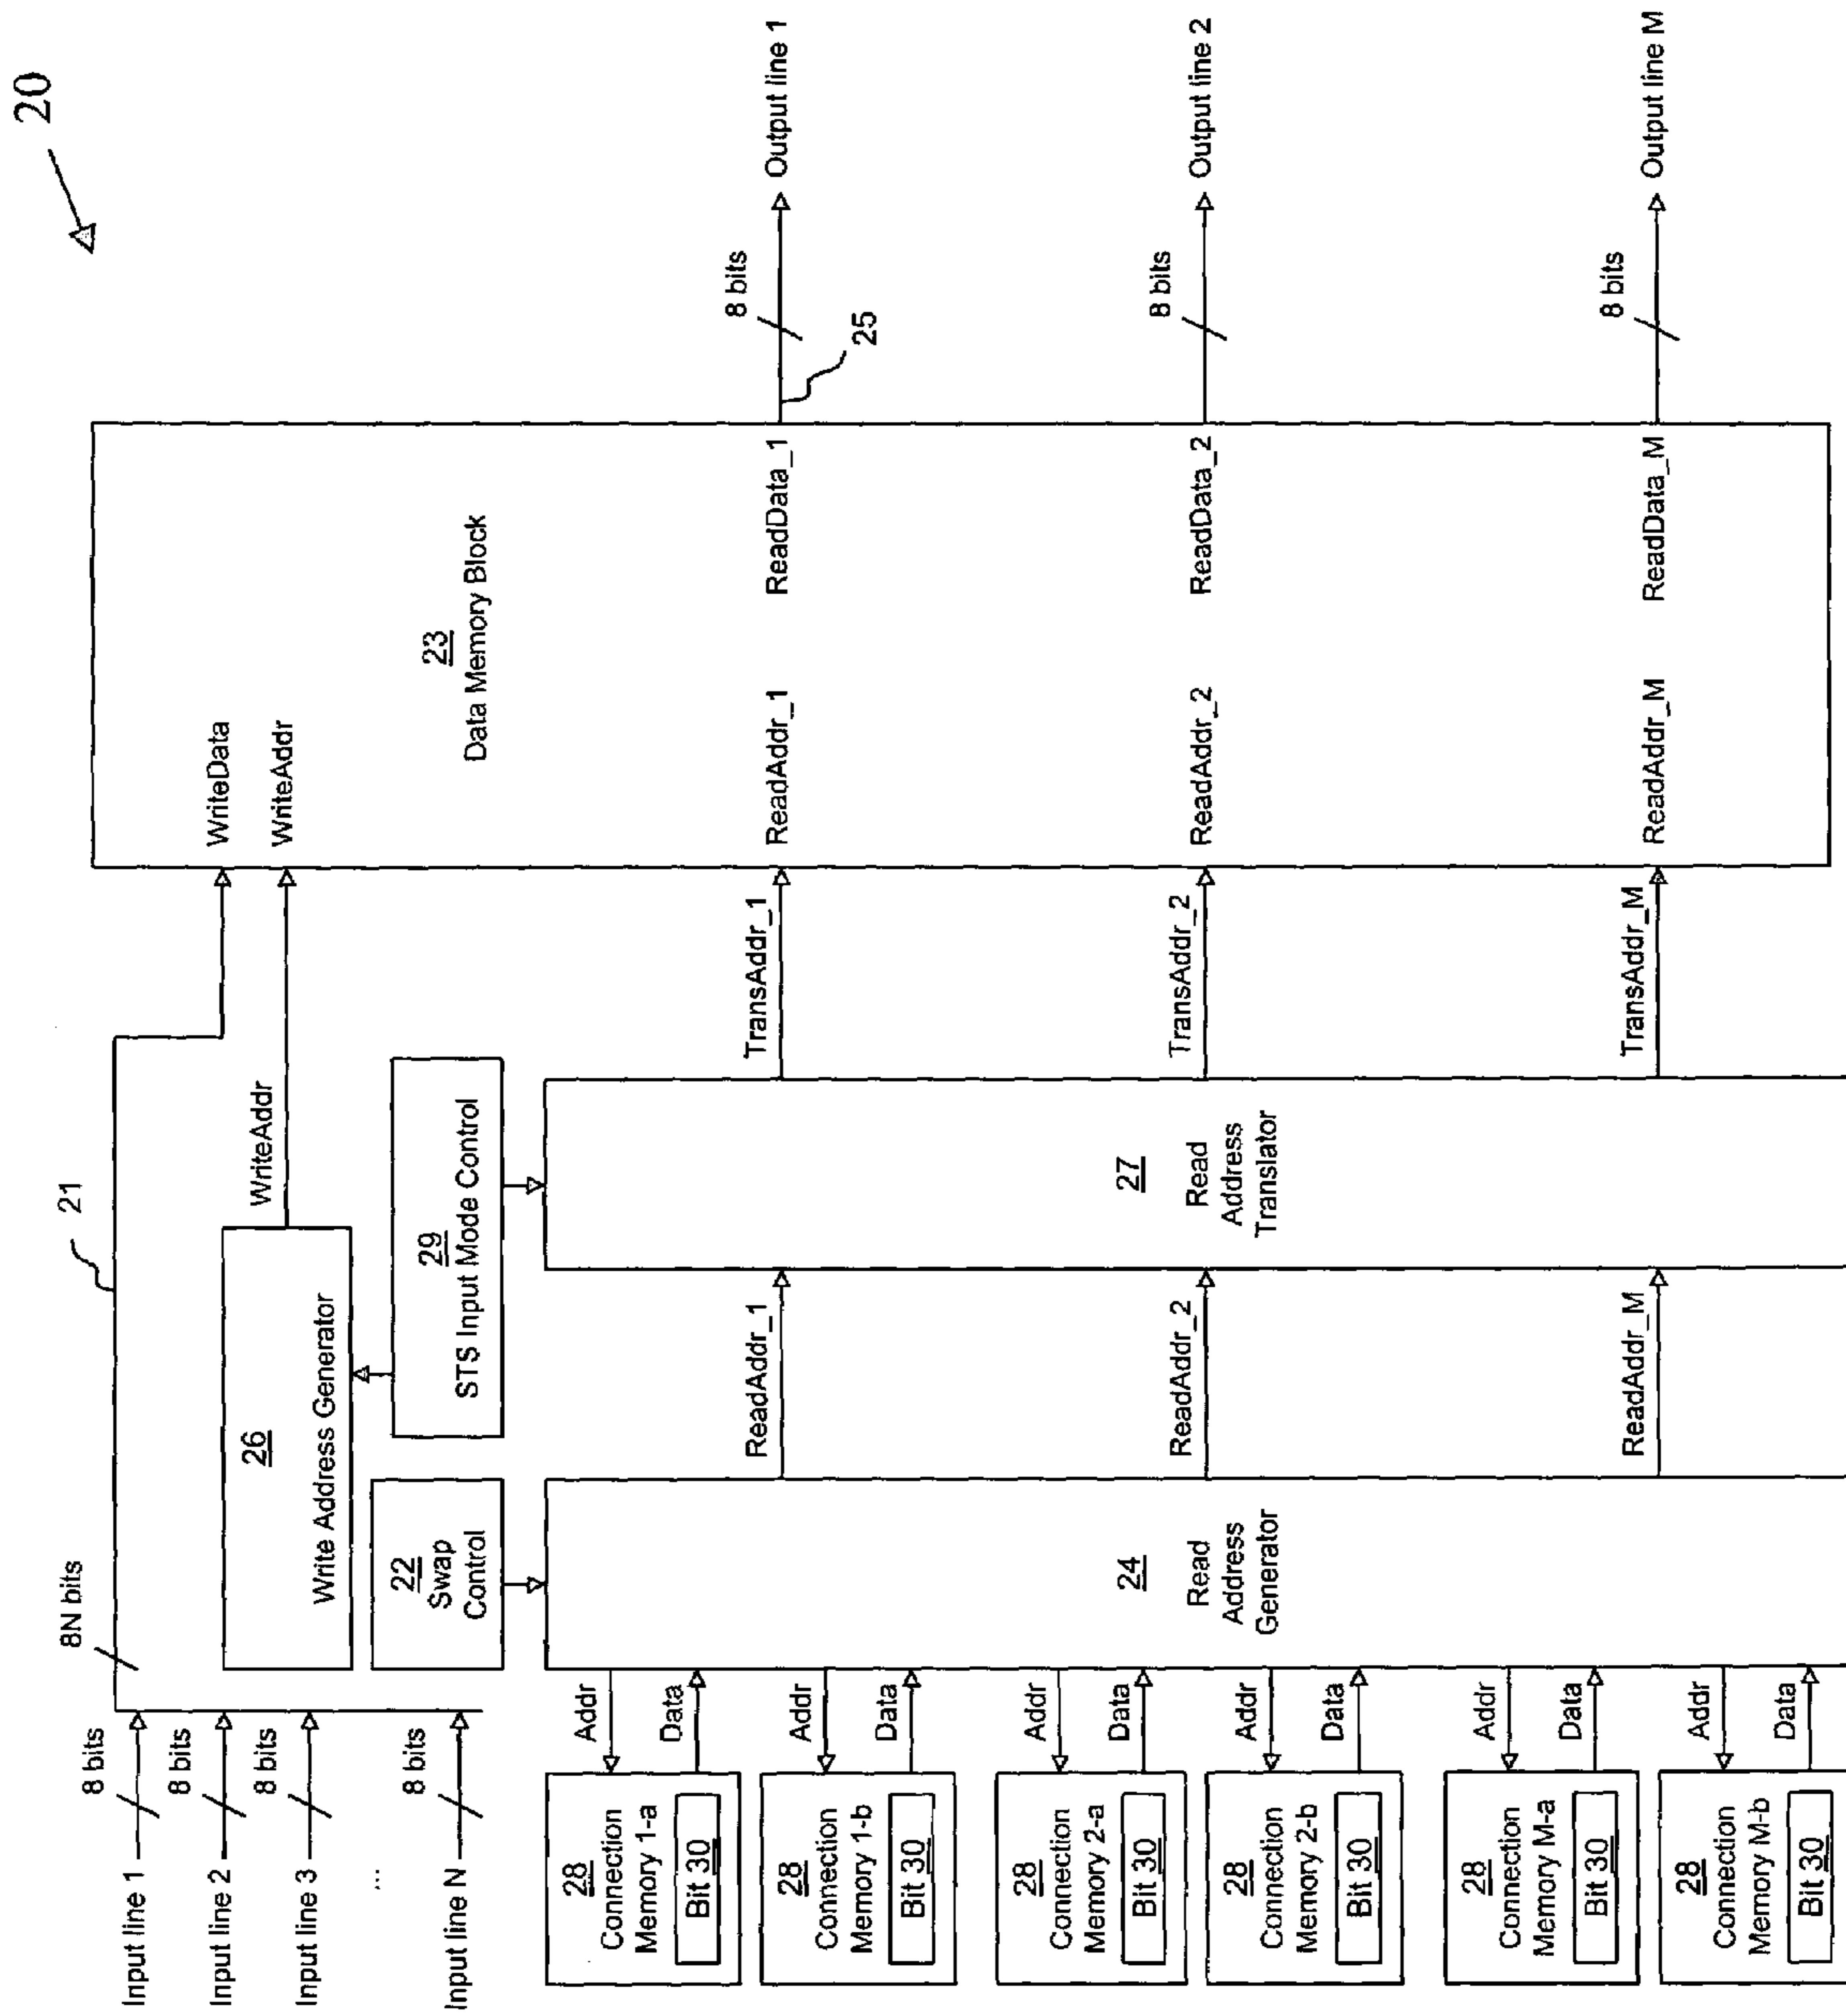 20
21
8N bits
Input line 1
8 bits
Input line 2
8 bits
Input line 3
8 bits
...
Input line N
8 bits
26
Write Address Generator
WriteAddr
WriteData
WriteAddr
22
Swap
Control
29
STS Input Mode Control
23
Data Memory Block
28
Connection
Memory 1-a
Bit 30
Addr
Data
28
Connection
Memory 1-b
Bit 30
Addr
Data
28
Connection
Memory 2-a
Bit 30
Addr
Data
28
Connection
Memory 2-b
Bit 30
Addr
Data
28
Connection
Memory M-a
Bit 30
Addr
Data
28
Connection
Memory M-b
Bit 30
Addr
Data
24
Read
Address
Generator
ReadAddr_1
ReadAddr_2
ReadAddr_M
27
Read
Address
Translator
TransAddr_1
TransAddr_2
TransAddr_M
ReadAddr_1
ReadData_1
ReadAddr_2
ReadData_2
ReadAddr_M
ReadData_M
25
8 bits
Output line 1
8 bits
Output line 2
8 bits
Output line M